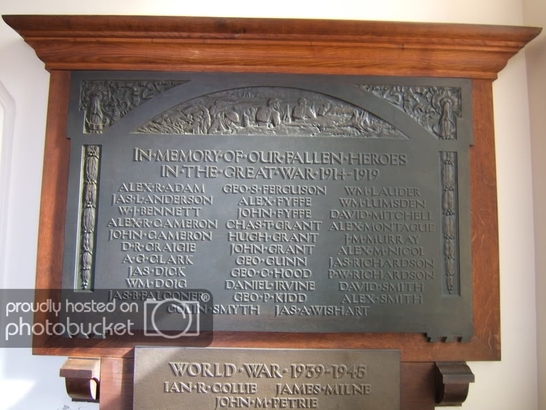 IN·MEMORY·OF·OUR·FALLEN·HEROES
IN·THE·GREAT·WAR·1914-1919
ALEX·R·ADAM
JAS·L·ANDERSON
W·J·BENNETT
ALEX·R·CAMERON
JOHN·CAMERON
D·R·CRAIGIE
A·G·CLARK
JAS·DICK
WM·DOIG
JAS·B·FALCONER
GEO·S·FERGUSON
ALEX·FYFFE
JOHN·FYFFE
CHAS·T·GRANT
HUGH·GRANT
JOHN·GRANT
GEO·GUNN
GEO·C·HOOD
DANIEL·IRVINE
GEO·P·KIDD
WM·LAUDER
WM·LUMSDEN
DAVID·MITCHELL
ALEX·MONTAGUE
J·M·MURRAY
ALEX·M·NICOL
JAS·RICHARDSON
P·W·RICHARDSON
DAVID·SMITH
ALEX·SMITH
COLIN·SMYTH JAS·A·WISHART
proudly hosted on
photobucket
WORLD·WAR·1939-1945
IAN·R·COLLIE JAMES·MILNE
JOHN·M·PETRIE